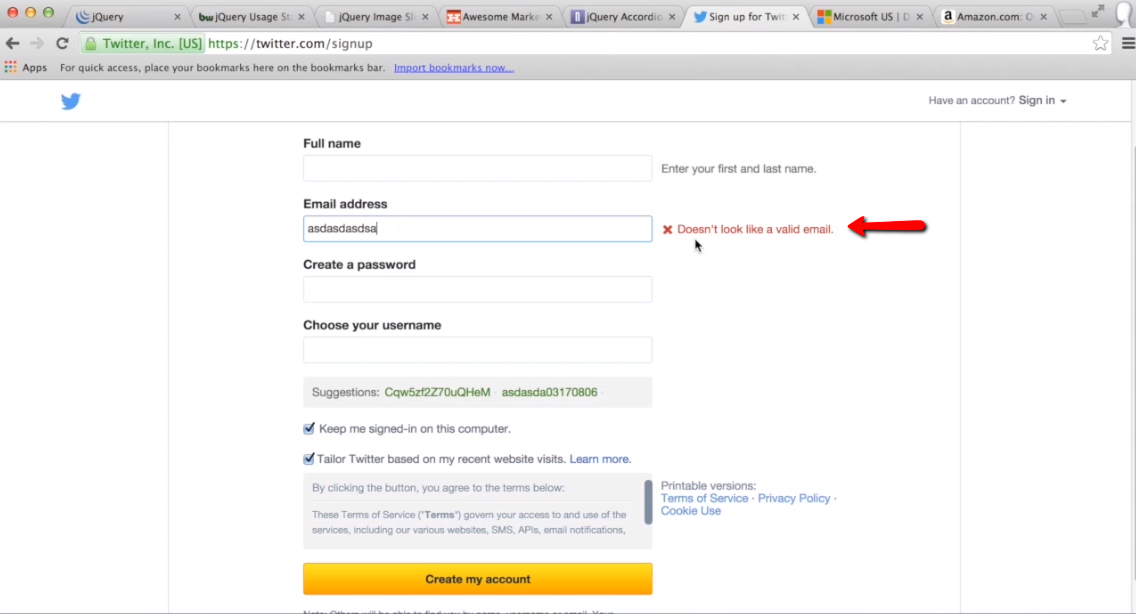 jQuery
jQuery Usage St
jQuery Image Sli
Awesome Marke
jQuery Accordio
Sign up for Twit
Microsoft US | D
Amazon.com: O
Twitter, Inc. [US] https://twitter.com/signup
Apps For quick access, place your bookmarks here on the bookmarks bar. Import bookmarks now...
Have an account? Sign in
Full name
Enter your first and last name.
Email address
asdasdasdsa
Doesn't look like a valid email.
Create a password
Choose your username
Suggestions: Cqw5zf2Z70uQHeM · asdasda03170806 ·
Keep me signed-in on this computer.
Tailor Twitter based on my recent website visits. Learn more.
By clicking the button, you agree to the terms below:
These Terms of Service ("Terms") govern your access to and use of the
services, including our various websites, SMS, APIs, email notifications,
Printable versions:
Terms of Service · Privacy Policy ·
Cookie Use
Create my account